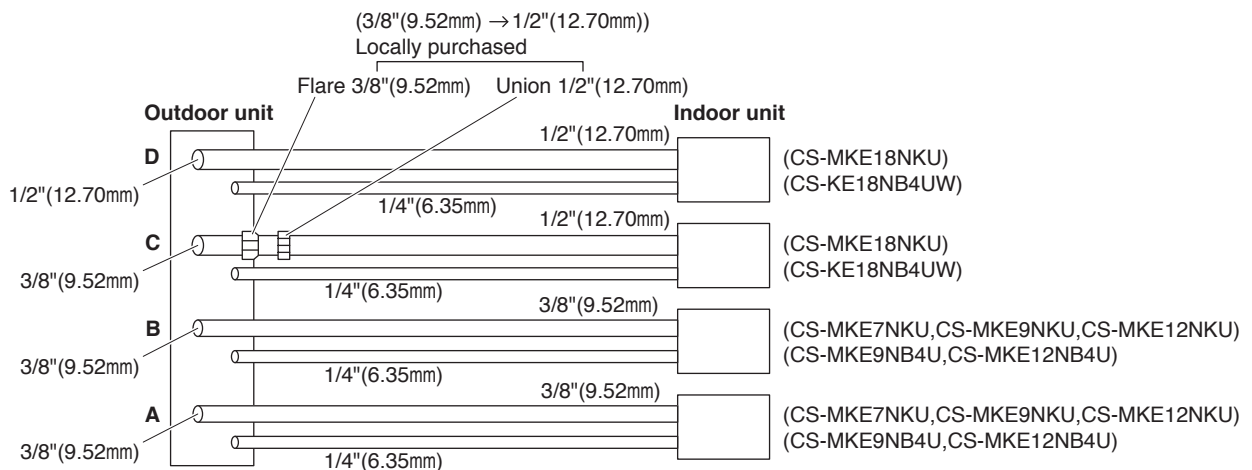 (3/8"(9.52mm) →1/2"(12.70mm))
Locally purchased
Flare 3/8"(9.52mm) Union 1/2"(12.70mm)
Outdoor unit Indoor unit
1/2"(12.70mm)
D (CS-MKE18NKU)
(CS-KE18NB4UW)
1/2"(12.70mm)
1/4"(6.35mm)
1/2"(12.70mm)
C (CS-MKE18NKU)
(CS-KE18NB4UW)
3/8"(9.52mm)
1/4"(6.35mm)
3/8"(9.52mm)
B (CS-MKE7NKU,CS-MKE9NKU,CS-MKE12NKU)
(CS-MKE9NB4U,CS-MKE12NB4U)
3/8"(9.52mm)
1/4"(6.35mm)
3/8"(9.52mm)
A (CS-MKE7NKU,CS-MKE9NKU,CS-MKE12NKU)
(CS-MKE9NB4U,CS-MKE12NB4U)
3/8"(9.52mm)
1/4"(6.35mm)